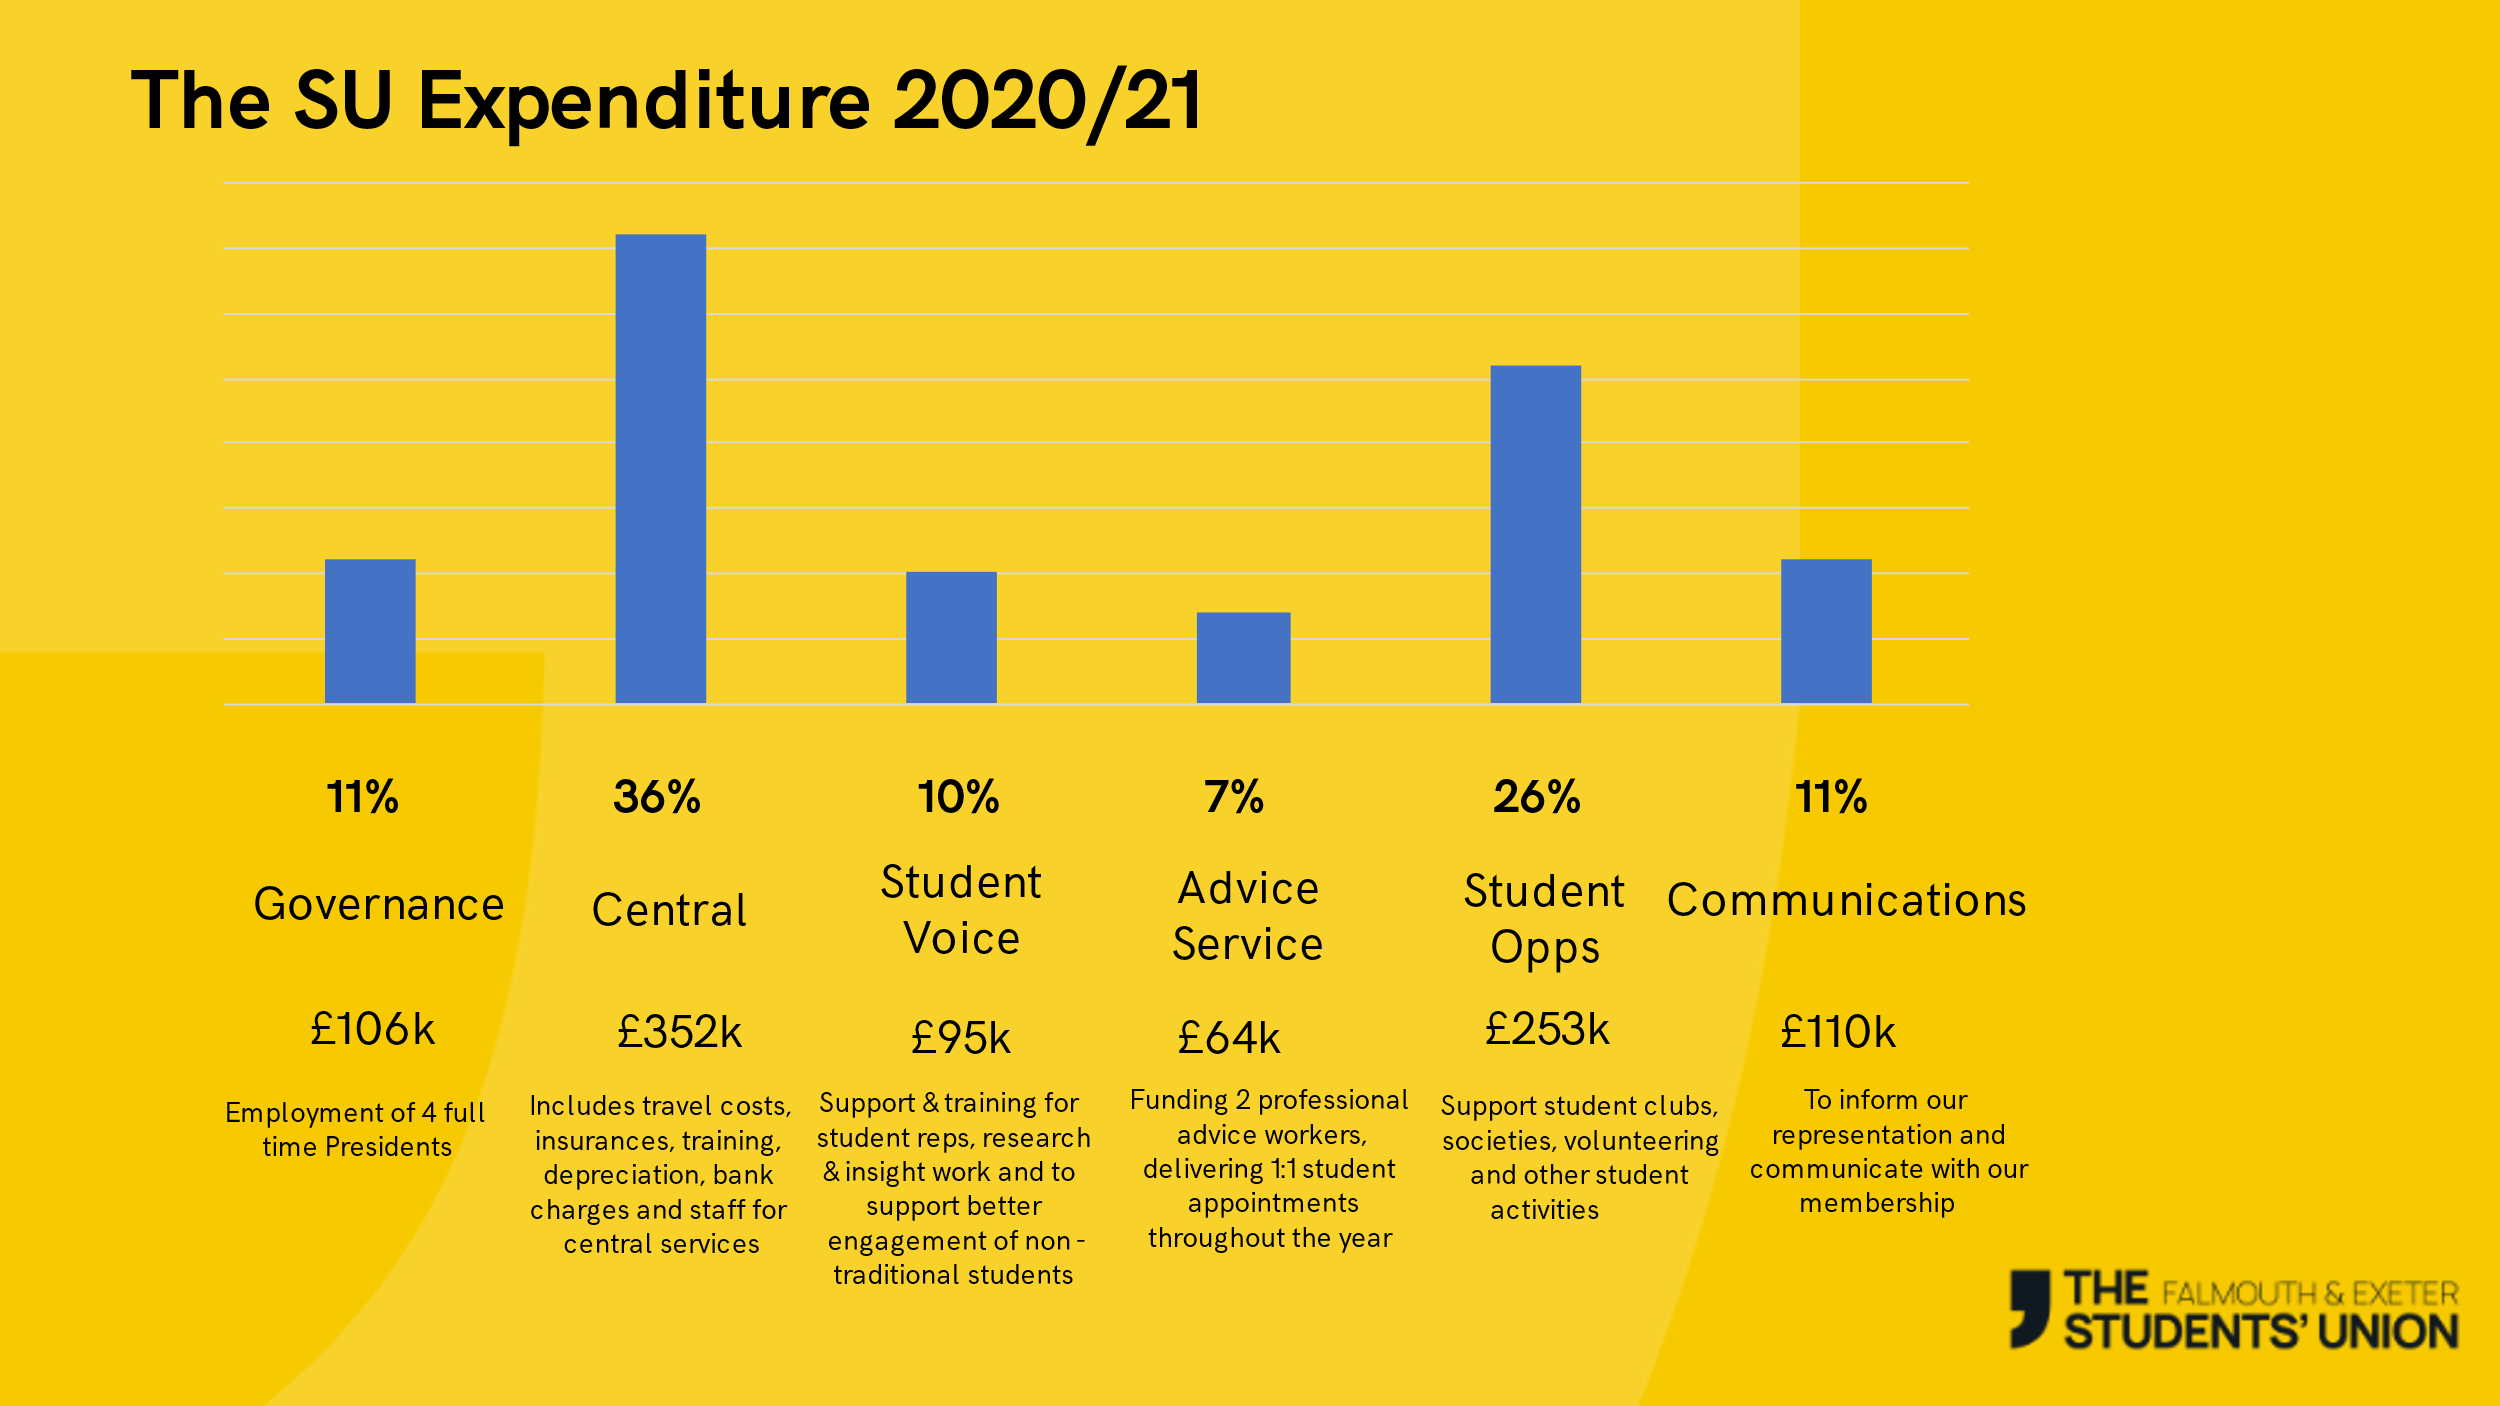 The SU Expenditure 2020/21
11%
36%
10%
7%
26%
11%
Governance
Central
Student
Voice
Advice
Service
Student
Opps
Communications
£106k
£352k
£95k
£64k
£253k
£110k
Employment of 4 full
time Presidents
Includes travel costs,
insurances, training,
depreciation, bank
charges and staff for
central services
Support & training for
student reps, research
& insight work and to
support better
engagement of non -
traditional students
Funding 2 professional
advice workers,
delivering 1:1 student
appointments
throughout the year
Support student clubs,
societies, volunteering
and other student
activities
To inform our
representation and
communicate with our
membership
THE FALMOUTH & EXETER
STUDENTS' UNION